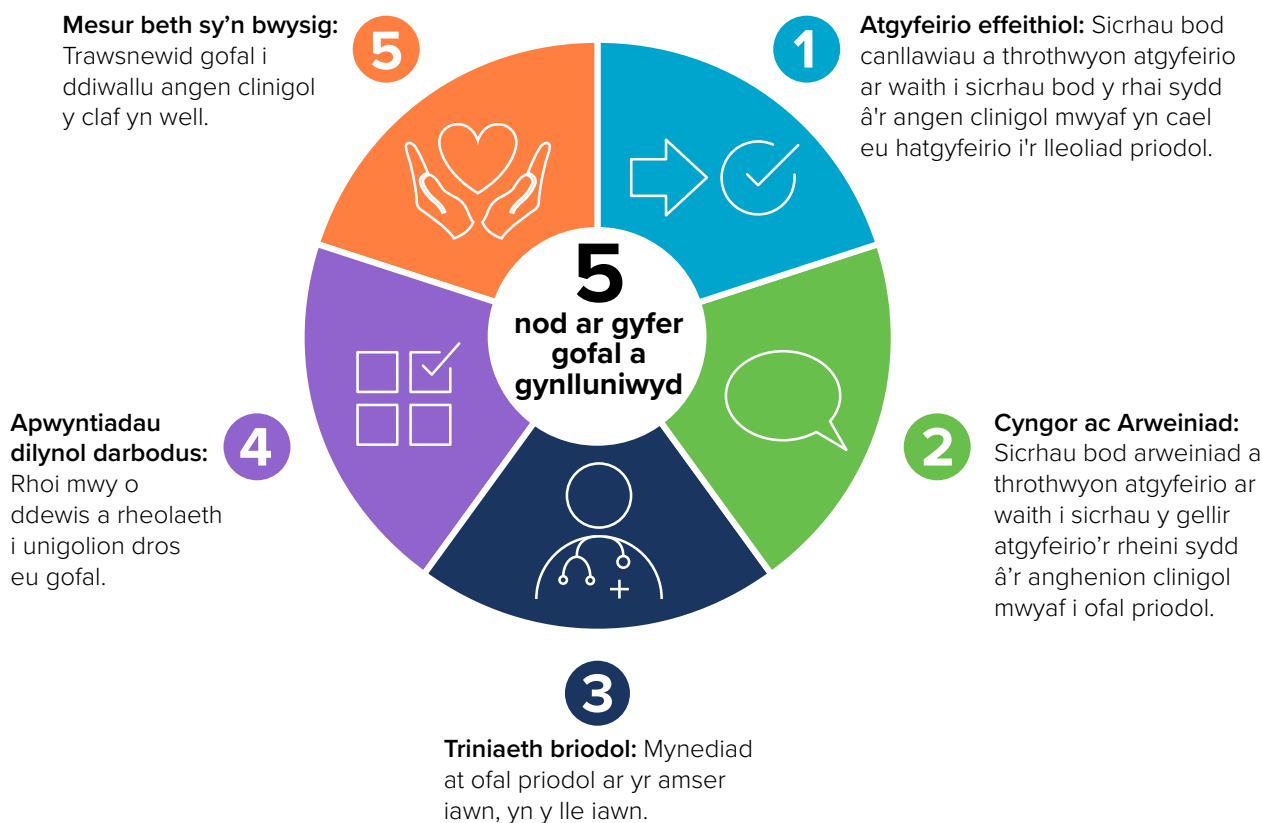 5
nod ar gyfer
gofal a
gynlluniwyd
1
Atgyfeirio effeithiol: Sicrhau bod
canllawiau a throthwyon atgyfeirio
ar waith i sicrhau bod y rhai sydd
â'r angen clinigol mwyaf yn cael
eu hatgyfeirio i'r lleoliad priodol.
2
Cyngor ac Arweiniad:
Sicrhau bod arweiniad a
throthwyon atgyfeirio ar
waith i sicrhau y gellir
atgyfeirio’r rheini sydd
â’r anghenion clinigol
mwyaf i ofal priodol.
3
Triniaeth briodol: Mynediad
at ofal priodol ar yr amser
iawn, yn y lle iawn.
4
Apwyntiadau
dilynol darbodus:
Rhoi mwy o
ddewis a rheolaeth
i unigolion dros
eu gofal.
5
Mesur beth sy’n bwysig:
Trawsnewid gofal i
ddiwallu angen clinigol
y claf yn well.